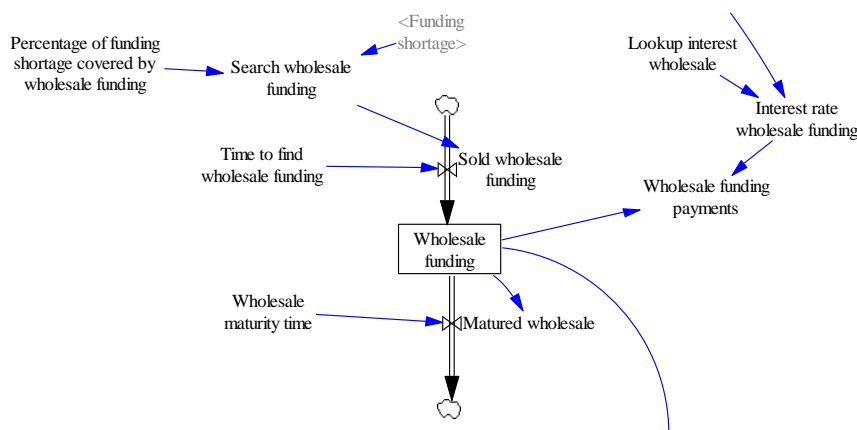 <Funding
shortage>
Percentage of funding
shortage covered by
wholesale funding
Search wholesale
funding
Lookup interest
wholesale
Interest rate
wholesale funding
Time to find
wholesale funding
Sold wholesale
funding
Wholesale funding
payments
Wholesale
funding
Wholesale
maturity time
Matured wholesale